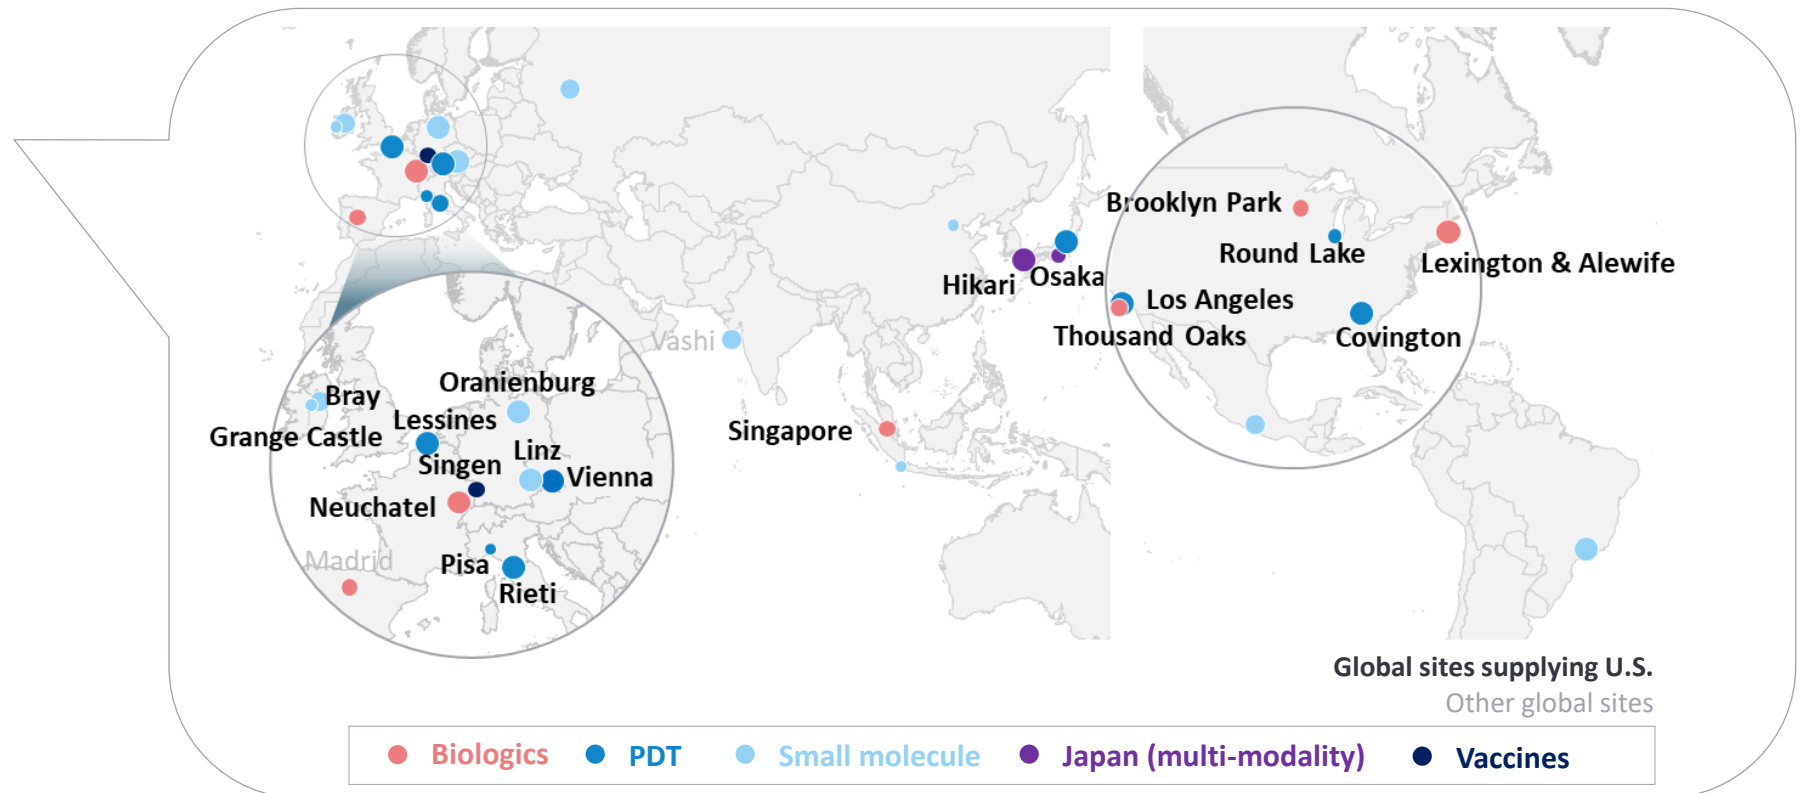 Brooklyn Park
Round Lake
Lexington & Alewife
Hikari
Osaka
Los Angeles
Thousand Oaks
Covington
Vashi
Oranienburg
Bray
Lessines
Grange Castle
Linz
Singen
Vienna
Singapore
Neuchatel
Madrid
Pisa
Rieti
Global sites supplying U.S.
Other global sites
Biologics
PDT
Small molecule
Japan (multi-modality)
Vaccines